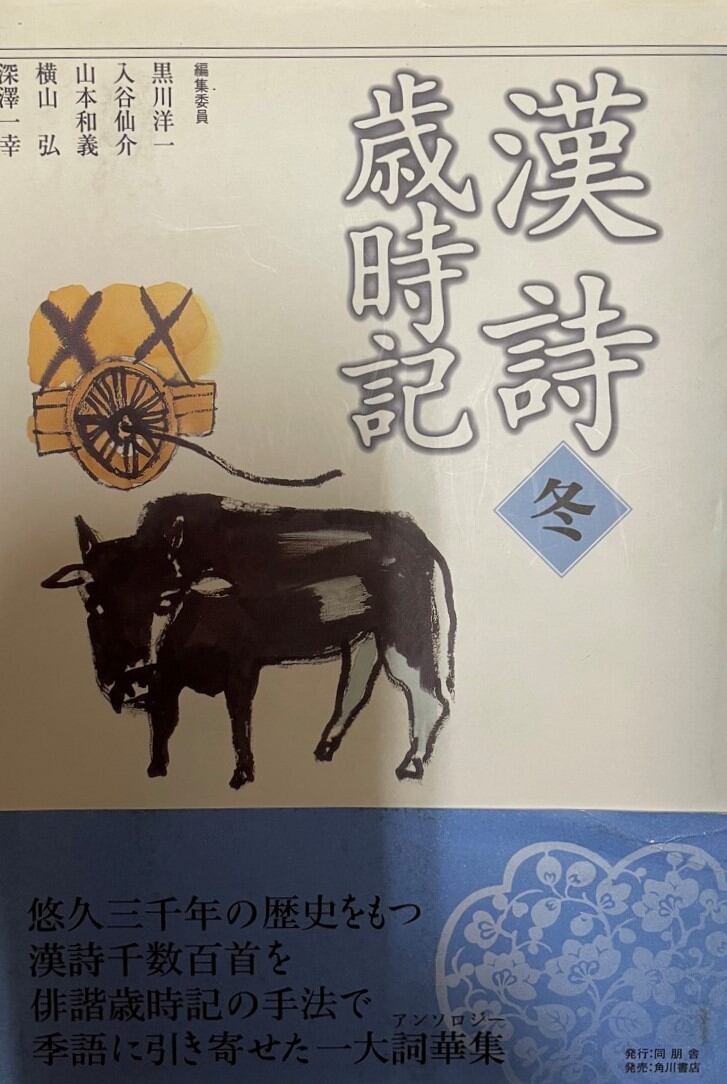 漢詩
歳時記
冬
編集委員
黒川洋一
入谷仙介
山本和義
横山 弘
深澤一幸
悠久三千年の歴史をもつ
漢詩千数百首を
俳諧歳時記の手法で
季語に引き寄せた一大詞華集
アンソロジー
発行:同朋舎
発売:角川書店